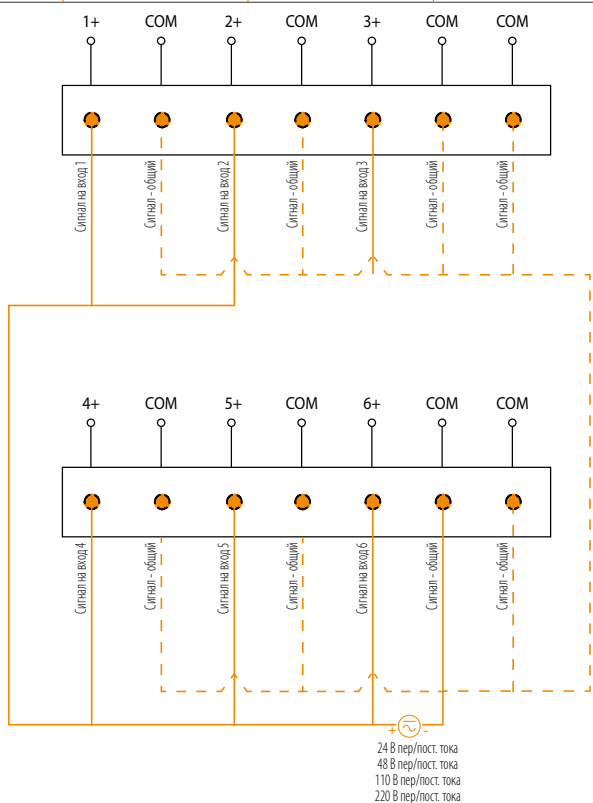 1+ COM 2+ COM 3+ COM COM
Сигнал на вход 1
Сигнал – общий
Сигнал на вход 2
Сигнал – общий
Сигнал на вход 3
Сигнал – общий
Сигнал – общий
4+ COM 5+ COM 6+ COM COM
Сигнал на вход 4
Сигнал – общий
Сигнал на вход 5
Сигнал – общий
Сигнал на вход 6
Сигнал – общий
Сигнал – общий
+ -
24 В пер/пост. тока
48 В пер/пост. тока
110 В пер/пост. тока
220 В пер/пост. тока